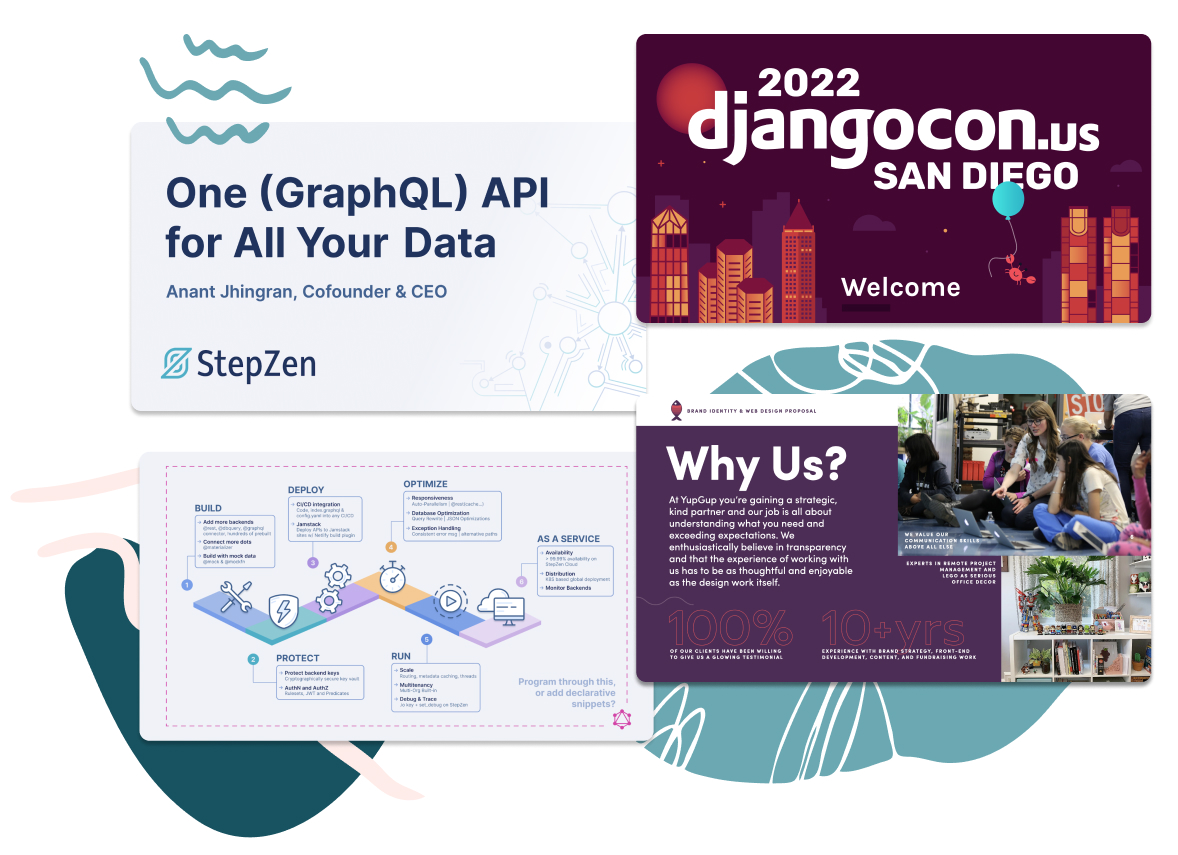 One (GraphQL) API
for All Your Data
Anant Jhingran, Cofounder & CEO
StepZen
2022
djangocon.us
SAN DIEGO
Welcome
BUILD
Add more backends
@rest, @dbquery, @graphql
connector, hundreds of prebuilt
Connect more dots
@materializer
Build with mock data
@mock & @mockfn
1
DEPLOY
CI/CD integration
Code, index.graphql &
config.yaml into any CI/CD
Jamstack
Deploy APIs to Jamstack
sites w/ Netlify build plugin
3
OPTIMIZE
Responsiveness
Auto-Parallelism | @rest(cache...)
Database Optimization
Query Rewrite | JSON Optimizations
Exception Handling
Consistent error msg | alternative paths
4
AS A SERVICE
Availability
> 99.99% availability on
StepZen Cloud
Distribution
K8S based global deployment
Monitor Backends
6
2
PROTECT
Protect backend keys
Cryptographically secure key vault
AuthN and AuthZ
Rulesets, JWT and Predicates
5
RUN
Scale
Routing, metadata caching, threads
Multitenancy
Multi-Org Built-in
Debug & Trace
on StepZen
Program through this,
or add declarative
snippets?
BRAND IDENTITY & WEB DESIGN PROPOSAL
Why Us?
At YupGup you're gaining a strategic,
kind partner and our job is all about
understanding what you need and
exceeding expectations. We
enthusiastically believe in transparency
and that the experience of working with
us has to be as thoughtful and enjoyable
as the design work itself.
100%
OF OUR CLIENTS HAVE BEEN WILLING
TO GIVE US A GLOWING TESTIMONIAL
10+yrs
EXPERIENCE WITH BRAND STRATEGY, FRONT-END
DEVELOPMENT, CONTENT, AND FUNDRAISING WORK
STO
WE VALUE OUR
COMMUNICATION SKILLS
ABOVE ALL ELSE
EXPERTS IN REMOTE PROJECT
MANAGEMENT AND
LEGO AS SERIOUS
OFFICE DECOR